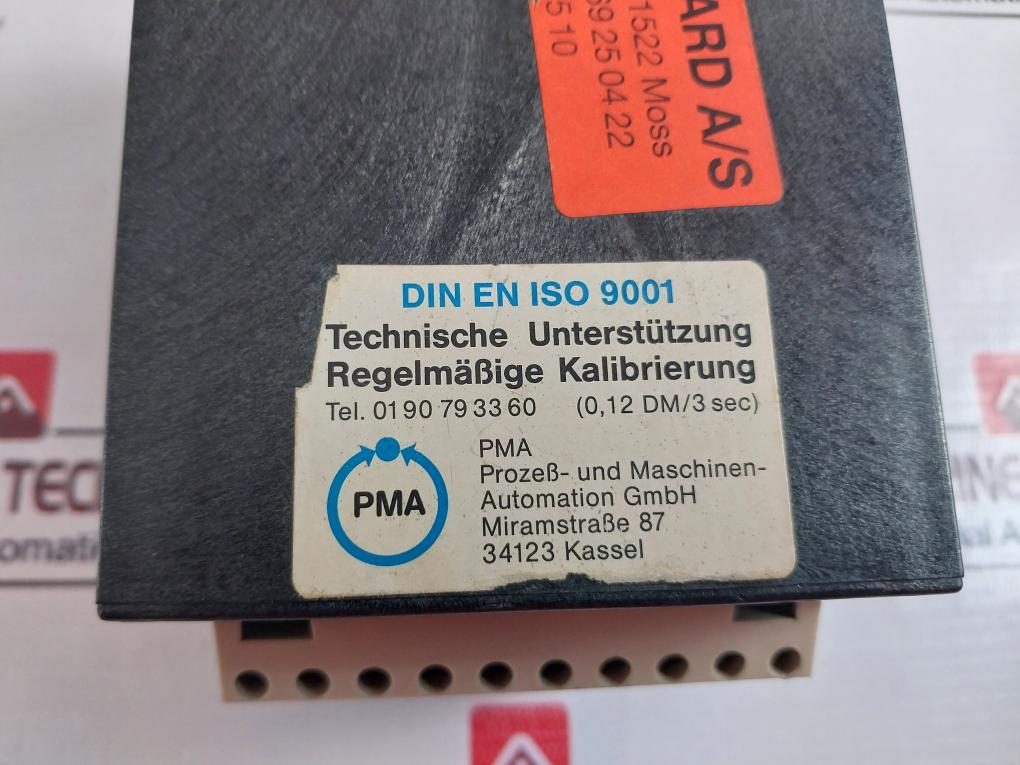 ARD A/S
1522 Moss
69 25 04 22
5 10
DIN EN ISO 9001
Technische Unterstützung
Regelmäßige Kalibrierung
Tel. 01 90 79 33 60 (0,12 DM/3 sec)
PMA
PMA
Prozeß- und Maschinen-
Automation GmbH
Miramstraße 87
34123 Kassel
TEC
omati